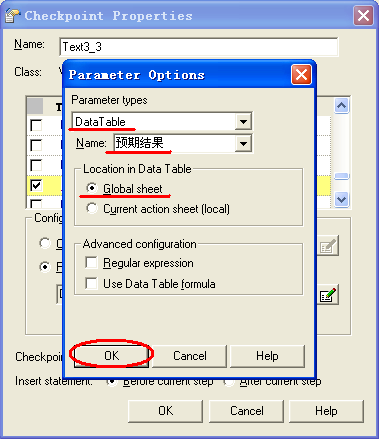 Checkpoint Properties
Name: Text3_3
Class:
Parameter Options
Parameter types
DataTable
Name: 预期结果
Location in Data Table
Global sheet
Current action sheet (local)
Advanced configuration
Regular expression
Use Data Table formula
OK Cancel Help
Insert statement: Before current step After current step
OK Cancel Help